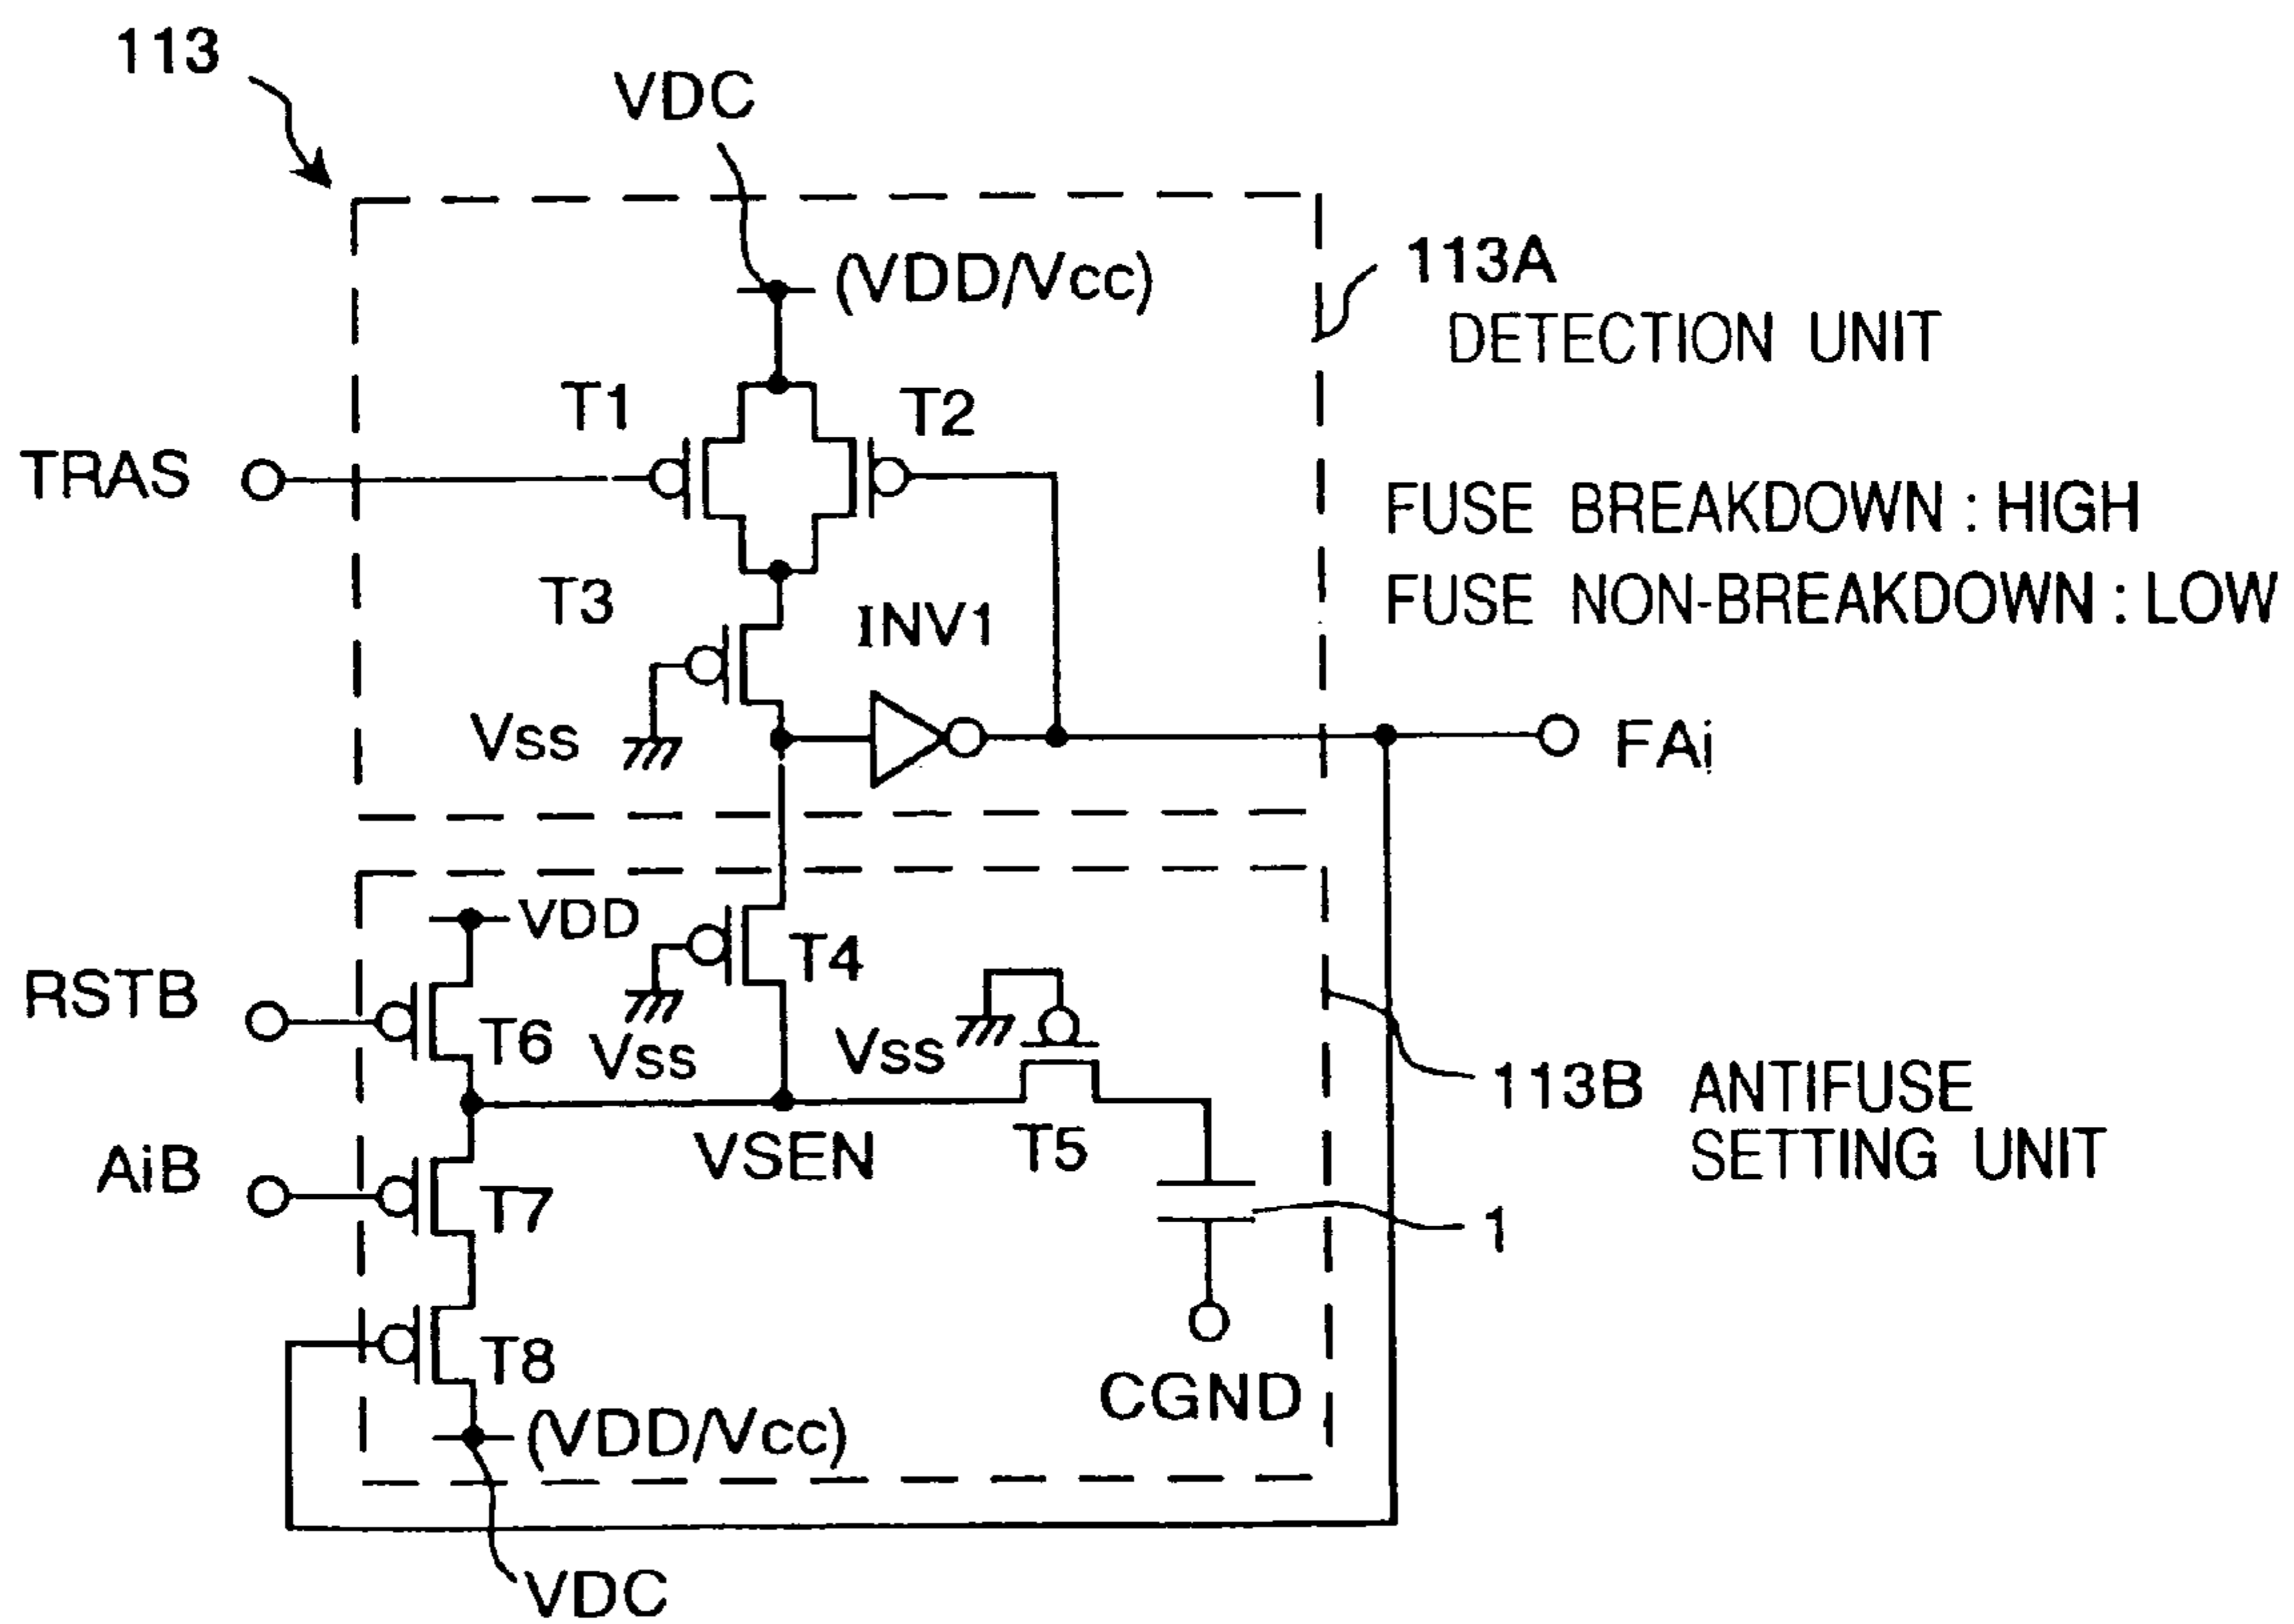 113
VDC
(VDD/Vcc)
113A
DETECTION UNIT
T1
T2
TRAS
FUSE BREAKDOWN : HIGH
FUSE NON-BREAKDOWN : LOW
T3
INV1
Vss
FAi
VDD
T4
RSTB
T6
Vss
Vss
113B ANTIFUSE
SETTING UNIT
VSEN
T5
AiB
T7
1
T8
CGND
(VDD/Vcc)
VDC